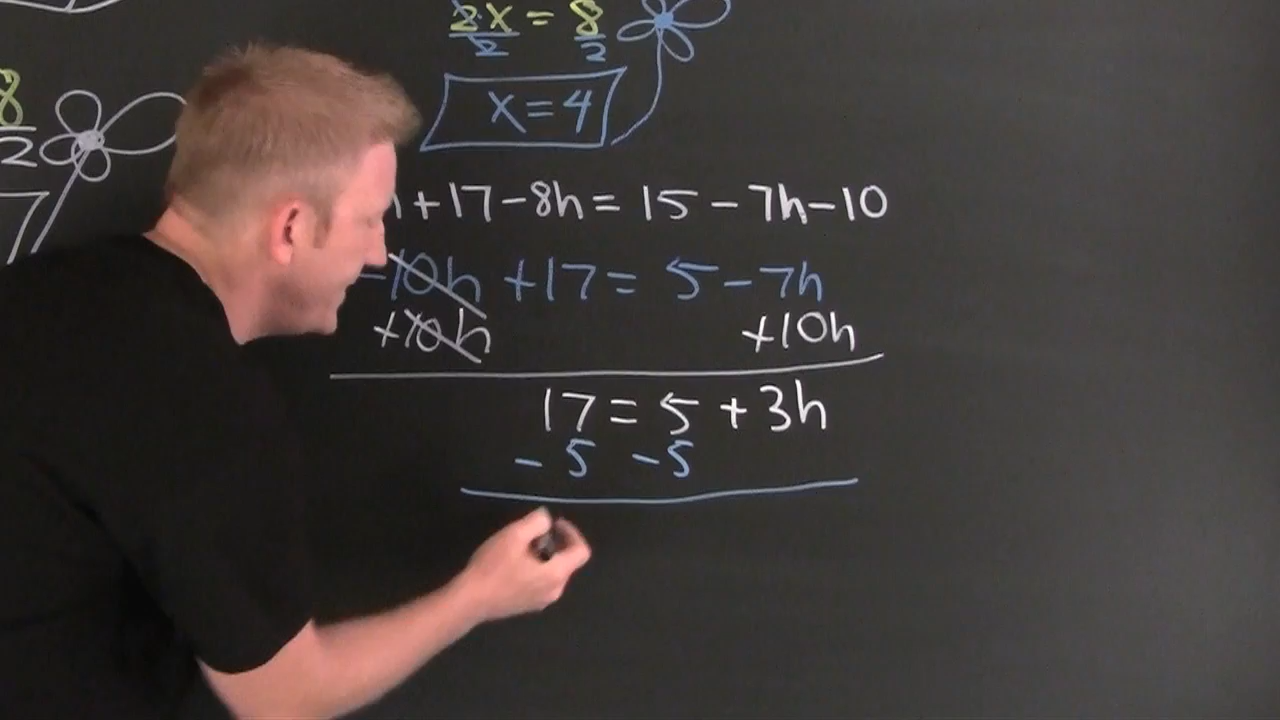 2x = 8
2 2
x = 4
8
2
7
h + 17 - 8h = 15 - 7h - 10
-10h + 17 = 5 - 7h
+10h +10h
17 = 5 + 3h
- 5 - 5